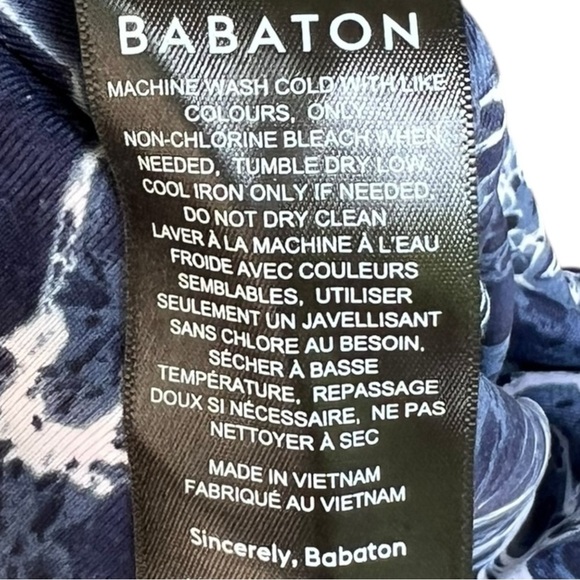 BABATON
MACHINE WASH COLD WITH LIKE
COLOURS, ONLY
NON-CHLORINE BLEACH WHEN
NEEDED, TUMBLE DRY LOW,
COOL IRON ONLY IF NEEDED,
DO NOT DRY CLEAN
LAVER À LA MACHINE À L'EAU
FROIDE AVEC COULEURS
SEMBLABLES, UTILISER
SEULEMENT UN JAVELLISANT
SANS CHLORE AU BESOIN,
SÉCHER À BASSE
TEMPÉRATURE, REPASSAGE
DOUX SI NÉCESSAIRE, NE PAS
NETTOYER À SEC
MADE IN VIETNAM
FABRIQUÉ AU VIETNAM
Sincerely, Babaton